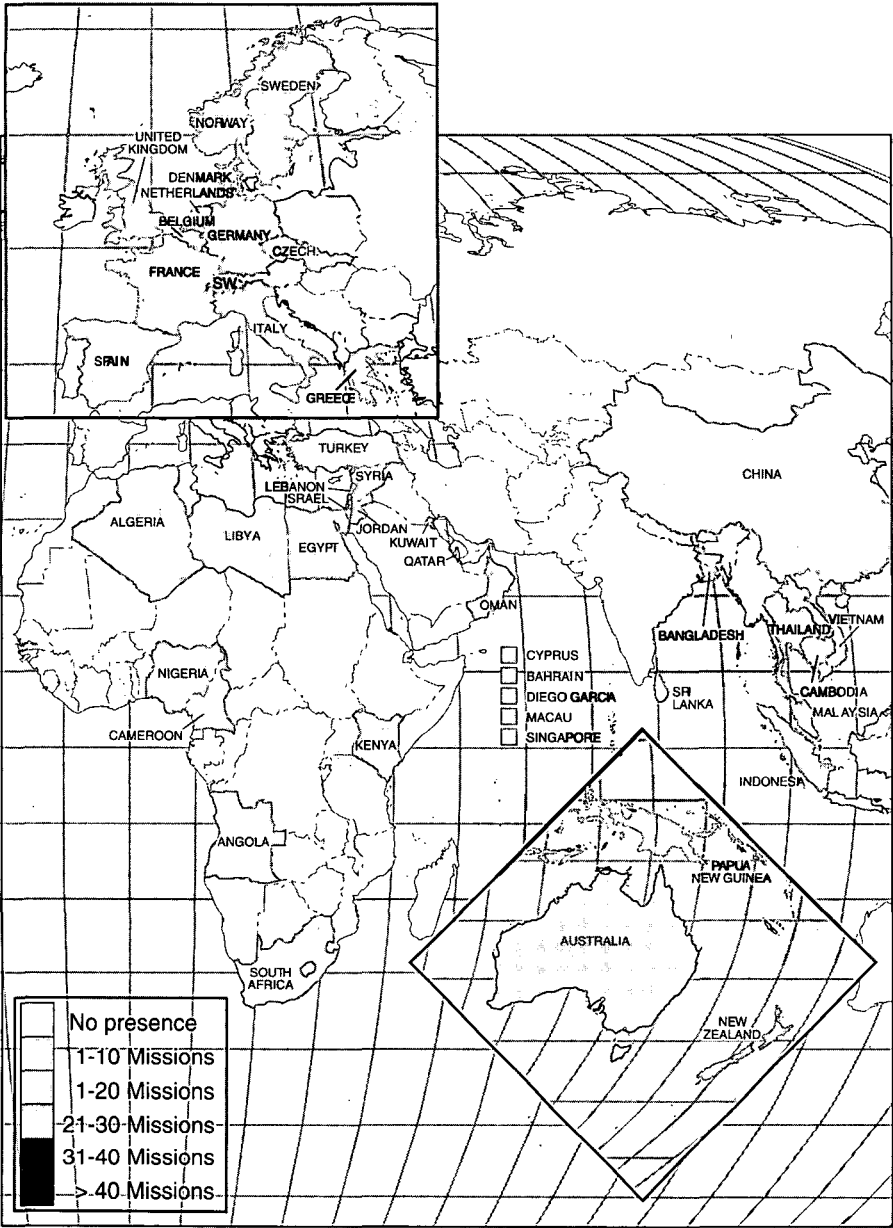 SWEDEN
NORWAY
UNITED
KINGDOM
DENMARK
NETHERLANDS
BELGIUM
GERMANY
CZECH.
FRANCE
SW.
ITALY
SPAIN
GREECE
TURKEY
SYRIA
LEBANON
ISRAEL
CHINA
ALGERIA
LIBYA
EGYPT
JORDAN
KUWAIT
QATAR
OMAN
BANGLADESH
THAILAND
VIETNAM
CYPRUS
BAHRAIN
DIEGO GARCIA
MACAU
SINGAPORE
SRI
LANKA
CAMBODIA
MALAYSIA
NIGERIA
CAMEROON
KENYA
INDONESIA
ANGOLA
PAPUA
NEW GUINEA
AUSTRALIA
SOUTH
AFRICA
NEW
ZEALAND
No presence
1-10 Missions
1-20 Missions
21-30 Missions
31-40 Missions
> 40 Missions